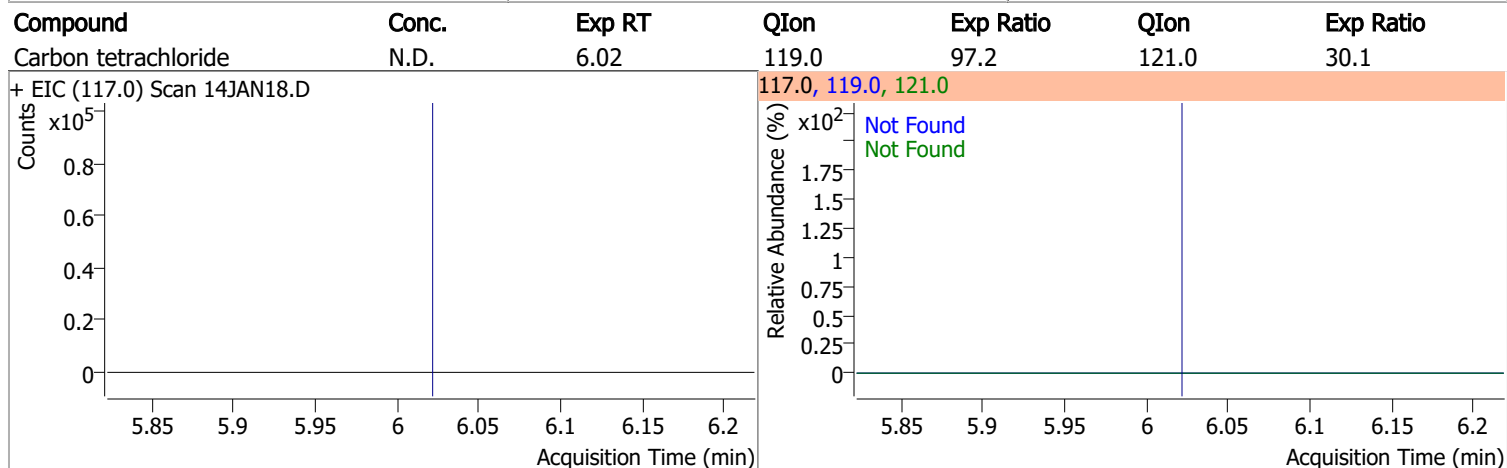 Compound Conc. Exp RT QIon Exp Ratio QIon Exp Ratio
Carbon tetrachloride N.D. 6.02 119.0 97.2 121.0 30.1
+ EIC (117.0) Scan 14JAN18.D
Counts
x10^5
0.8
0.6
0.4
0.2
0
5.85 5.9 5.95 6 6.05 6.1 6.15 6.2
Acquisition Time (min)
117.0, 119.0, 121.0
Relative Abundance (%)
x10^2
Not Found
Not Found
1.75
1.5
1.25
1
0.75
0.5
0.25
0
5.85 5.9 5.95 6 6.05 6.1 6.15 6.2
Acquisition Time (min)